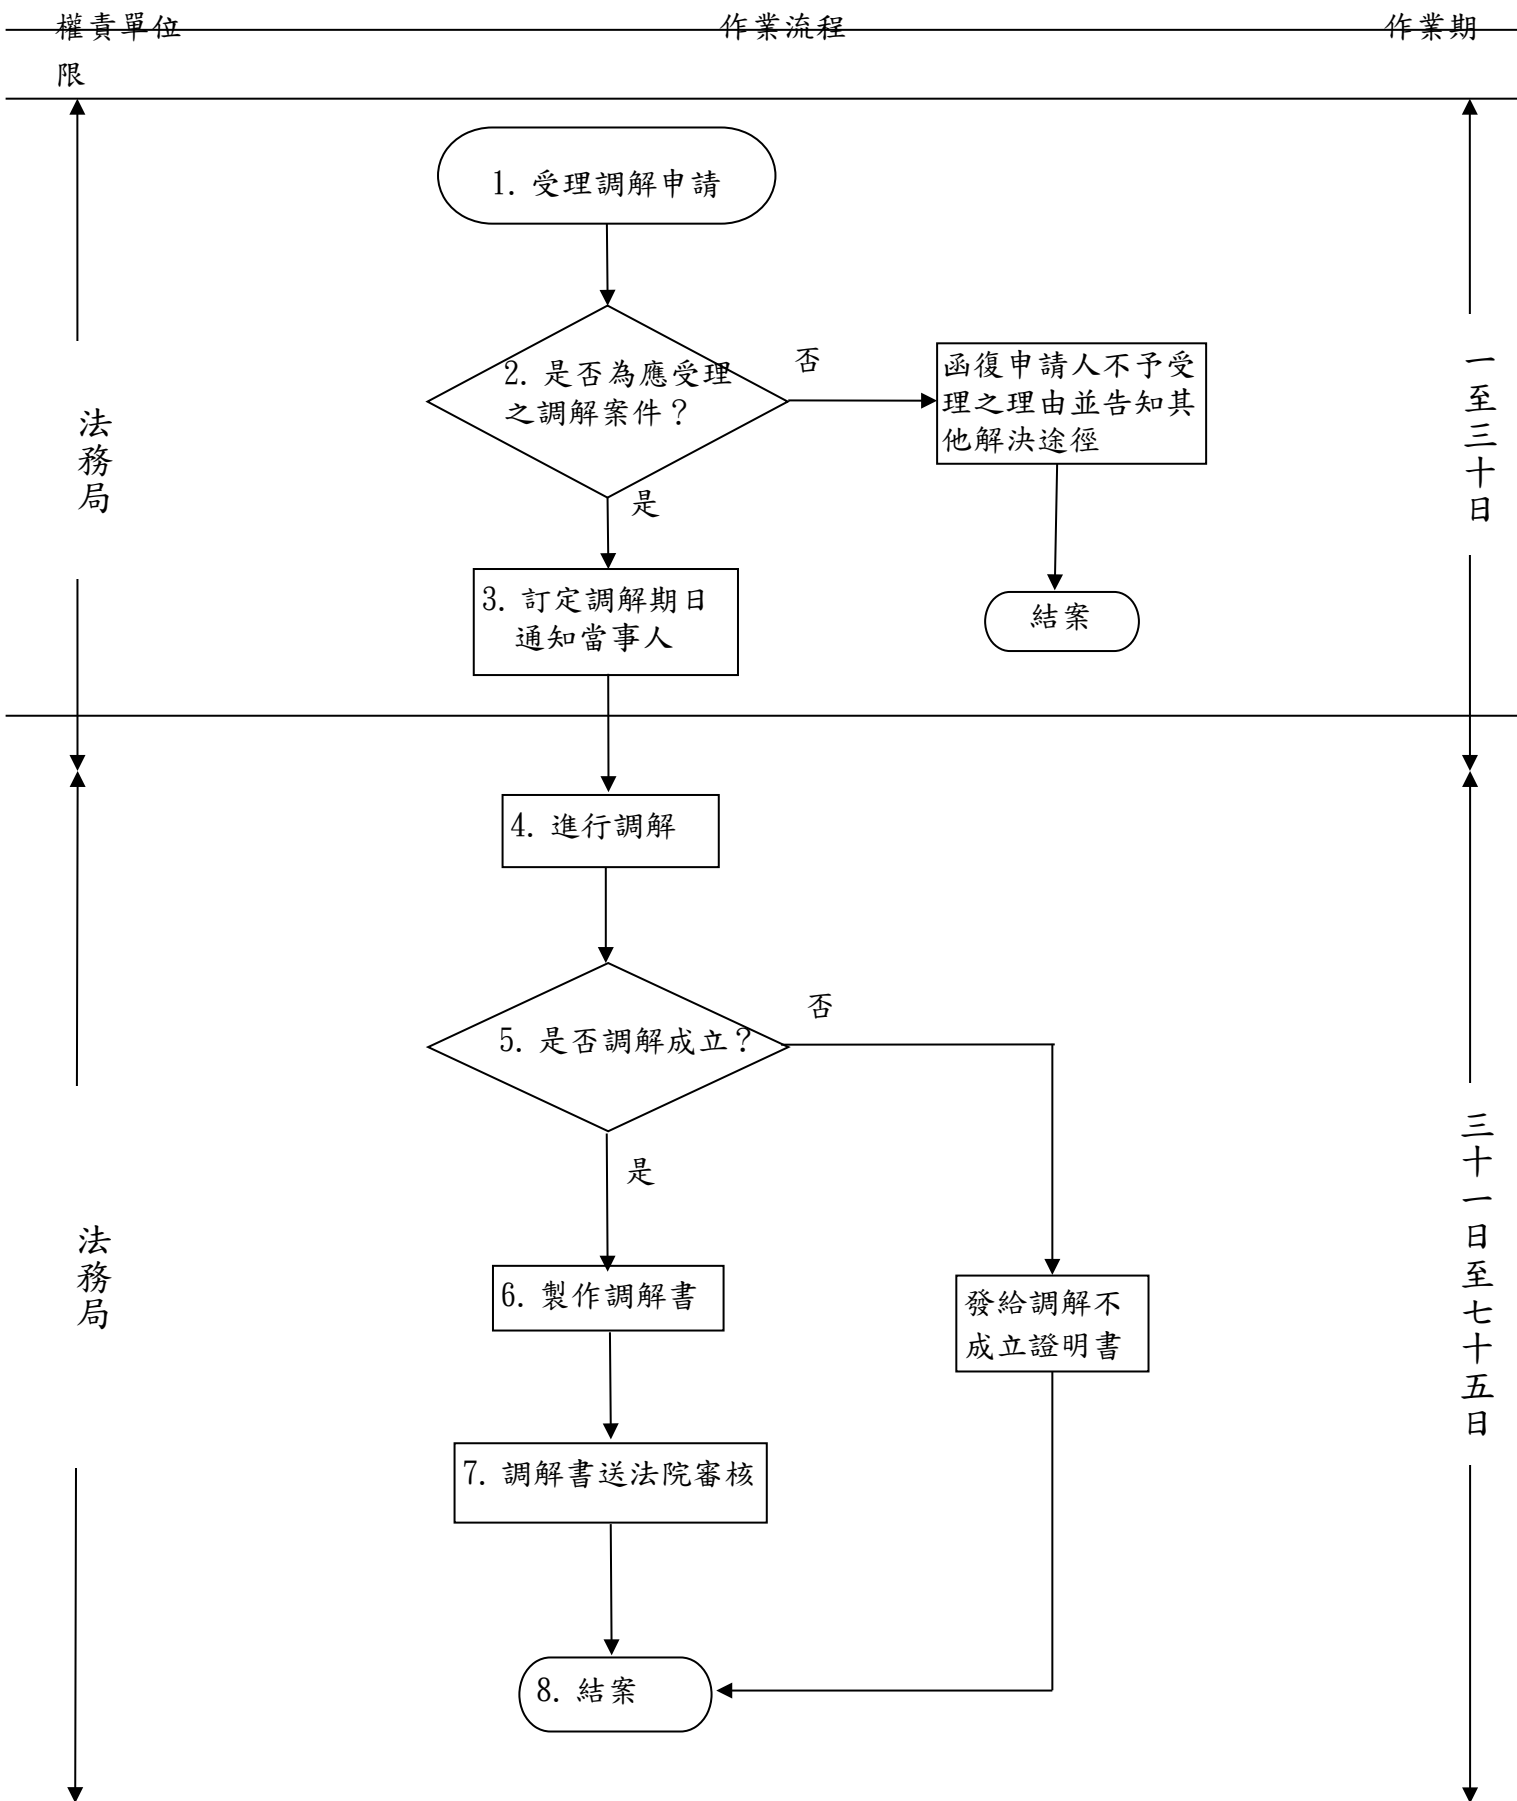 權責單位 作業流程 作業期
限
1. 受理調解申請
2. 是否為應受理
之調解案件？
否
函復申請人不予受
理之理由並告知其
他解決途徑
是
法務局
一至三十日
3. 訂定調解期日
通知當事人
結案
4. 進行調解
5. 是否調解成立？
否
是
法務局
三十一日至七十五日
6. 製作調解書
發給調解不
成立證明書
7. 調解書送法院審核
8. 結案